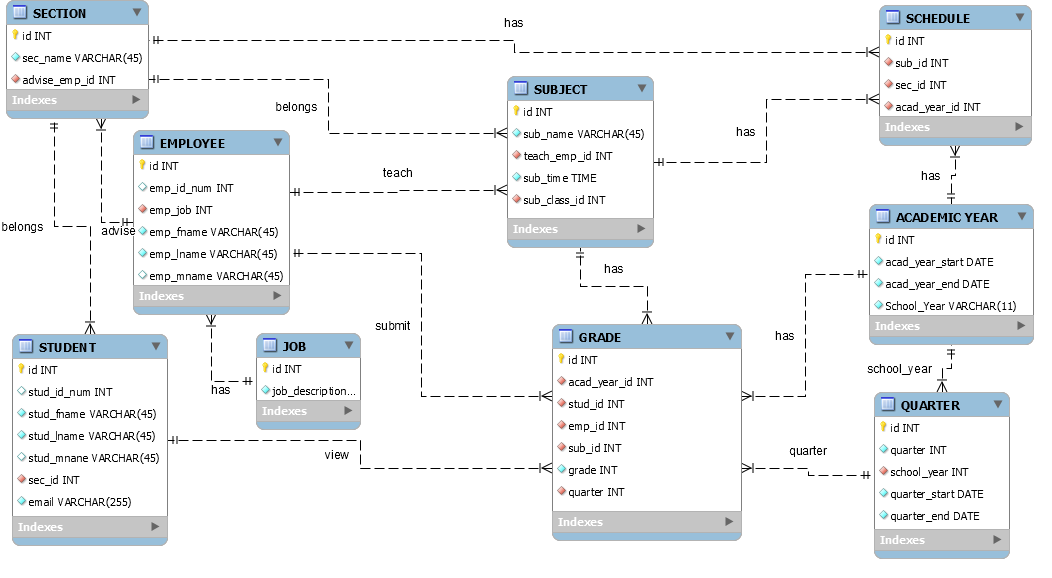 SECTION
id INT
sec_name VARCHAR(45)
advise_emp_id INT
Indexes
has
SCHEDULE
id INT
sub_id INT
sec_id INT
acad_year_id INT
Indexes
belongs
SUBJECT
id INT
sub_name VARCHAR(45)
teach_emp_id INT
sub_time TIME
sub_class_id INT
Indexes
has
EMPLOYEE
id INT
emp_id_num INT
emp_job INT
emp_fname VARCHAR(45)
emp_lname VARCHAR(45)
emp_mname VARCHAR(45)
Indexes
teach
has
belongs
advise
ACADEMIC YEAR
id INT
acad_year_start DATE
acad_year_end DATE
School_Year VARCHAR(11)
Indexes
has
submit
has
STUDENT
id INT
stud_id_num INT
stud_fname VARCHAR(45)
stud_lname VARCHAR(45)
stud_mnane VARCHAR(45)
sec_id INT
email VARCHAR(255)
Indexes
JOB
id INT
job_description...
Indexes
has
GRADE
id INT
acad_year_id INT
stud_id INT
emp_id INT
sub_id INT
grade INT
quarter INT
Indexes
school_year
view
quarter
QUARTER
id INT
quarter INT
school_year INT
quarter_start DATE
quarter_end DATE
Indexes